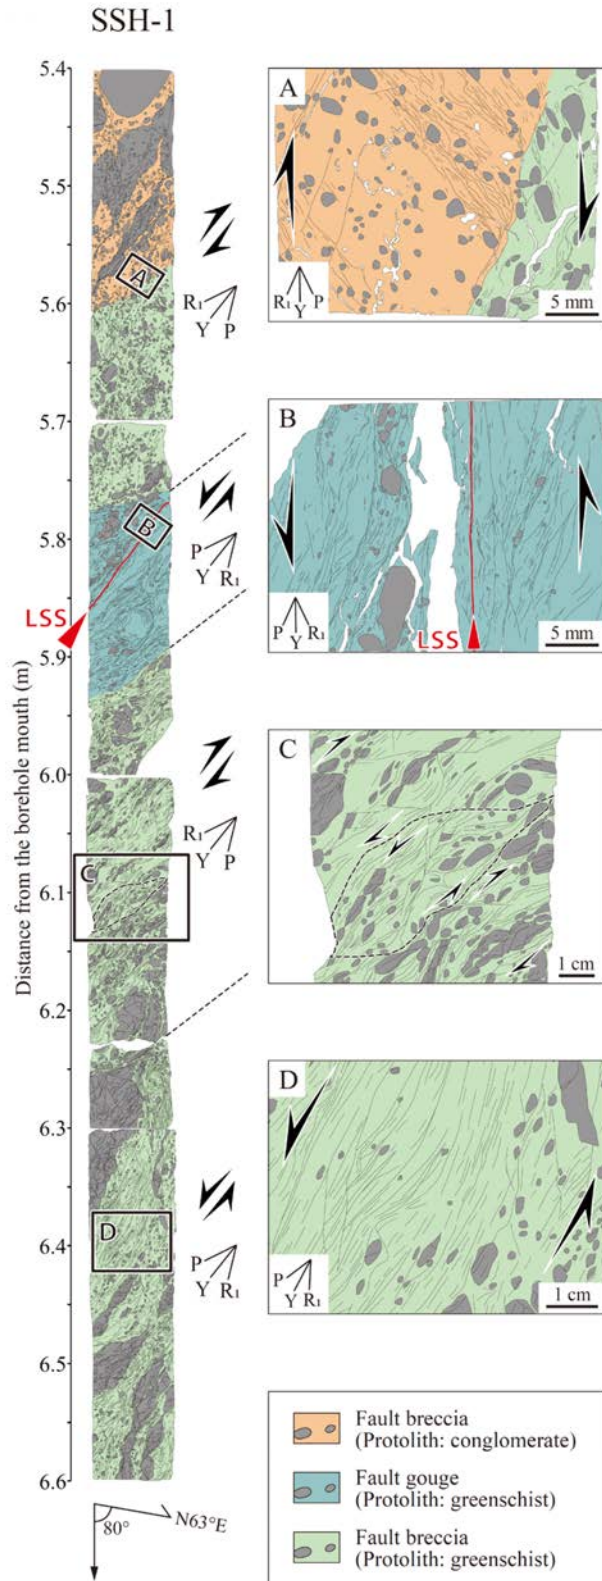 SSH-1
5.4
5.5
5.6
5.7
5.8
5.9
6.0
6.1
6.2
6.3
6.4
6.5
6.6
Distance from the borehole mouth (m)
A
R1
Y
P
B
LSS
P
Y
R1
R1
Y
P
C
D
P
Y
R1
80°
N63°E
A
R1
Y
P
5 mm
B
P
Y
R1
LSS
5 mm
C
1 cm
D
P
Y
R1
1 cm
Fault breccia
(Protolith: conglomerate)
Fault gouge
(Protolith: greenschist)
Fault breccia
(Protolith: greenschist)